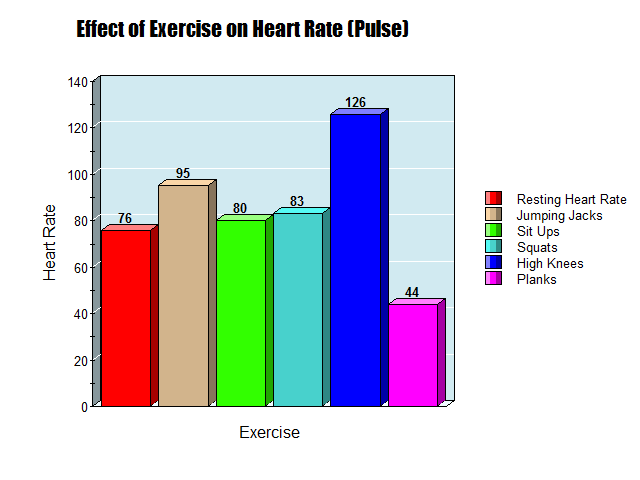 Effect of Exercise on Heart Rate (Pulse)
140
120
100
80
60
40
20
0
Heart Rate
76
95
80
83
126
44
Exercise
Resting Heart Rate
Jumping Jacks
Sit Ups
Squats
High Knees
Planks